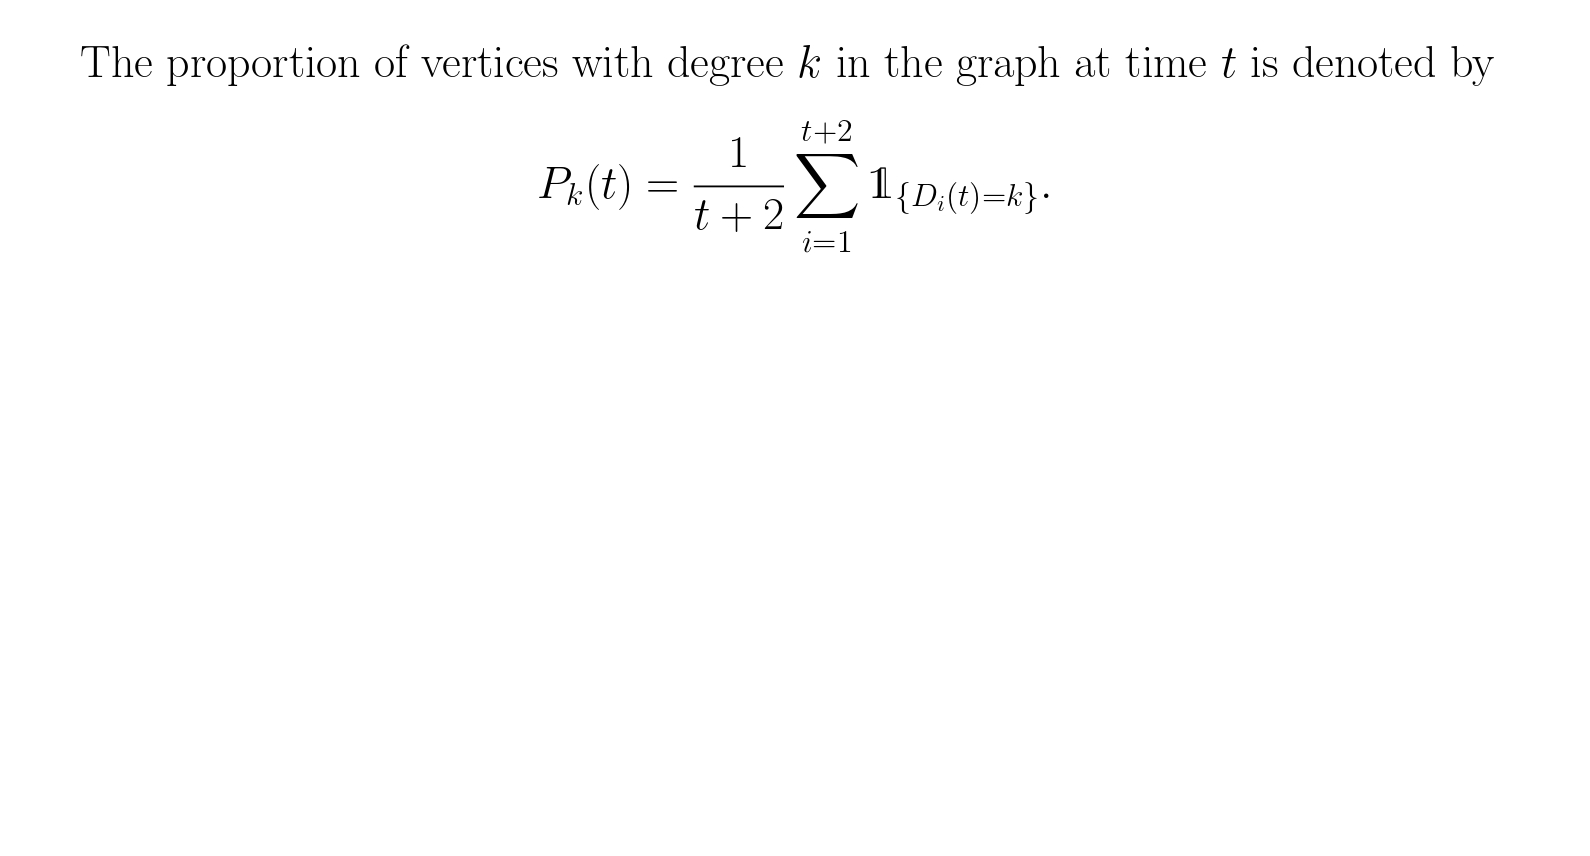 The proportion of vertices with degree k in the graph at time t is denoted by
$$P_k(t) = \frac{1}{t+2} \sum_{i=1}^{t+2} \mathbb{1}_{\{D_i(t)=k\}}.$$